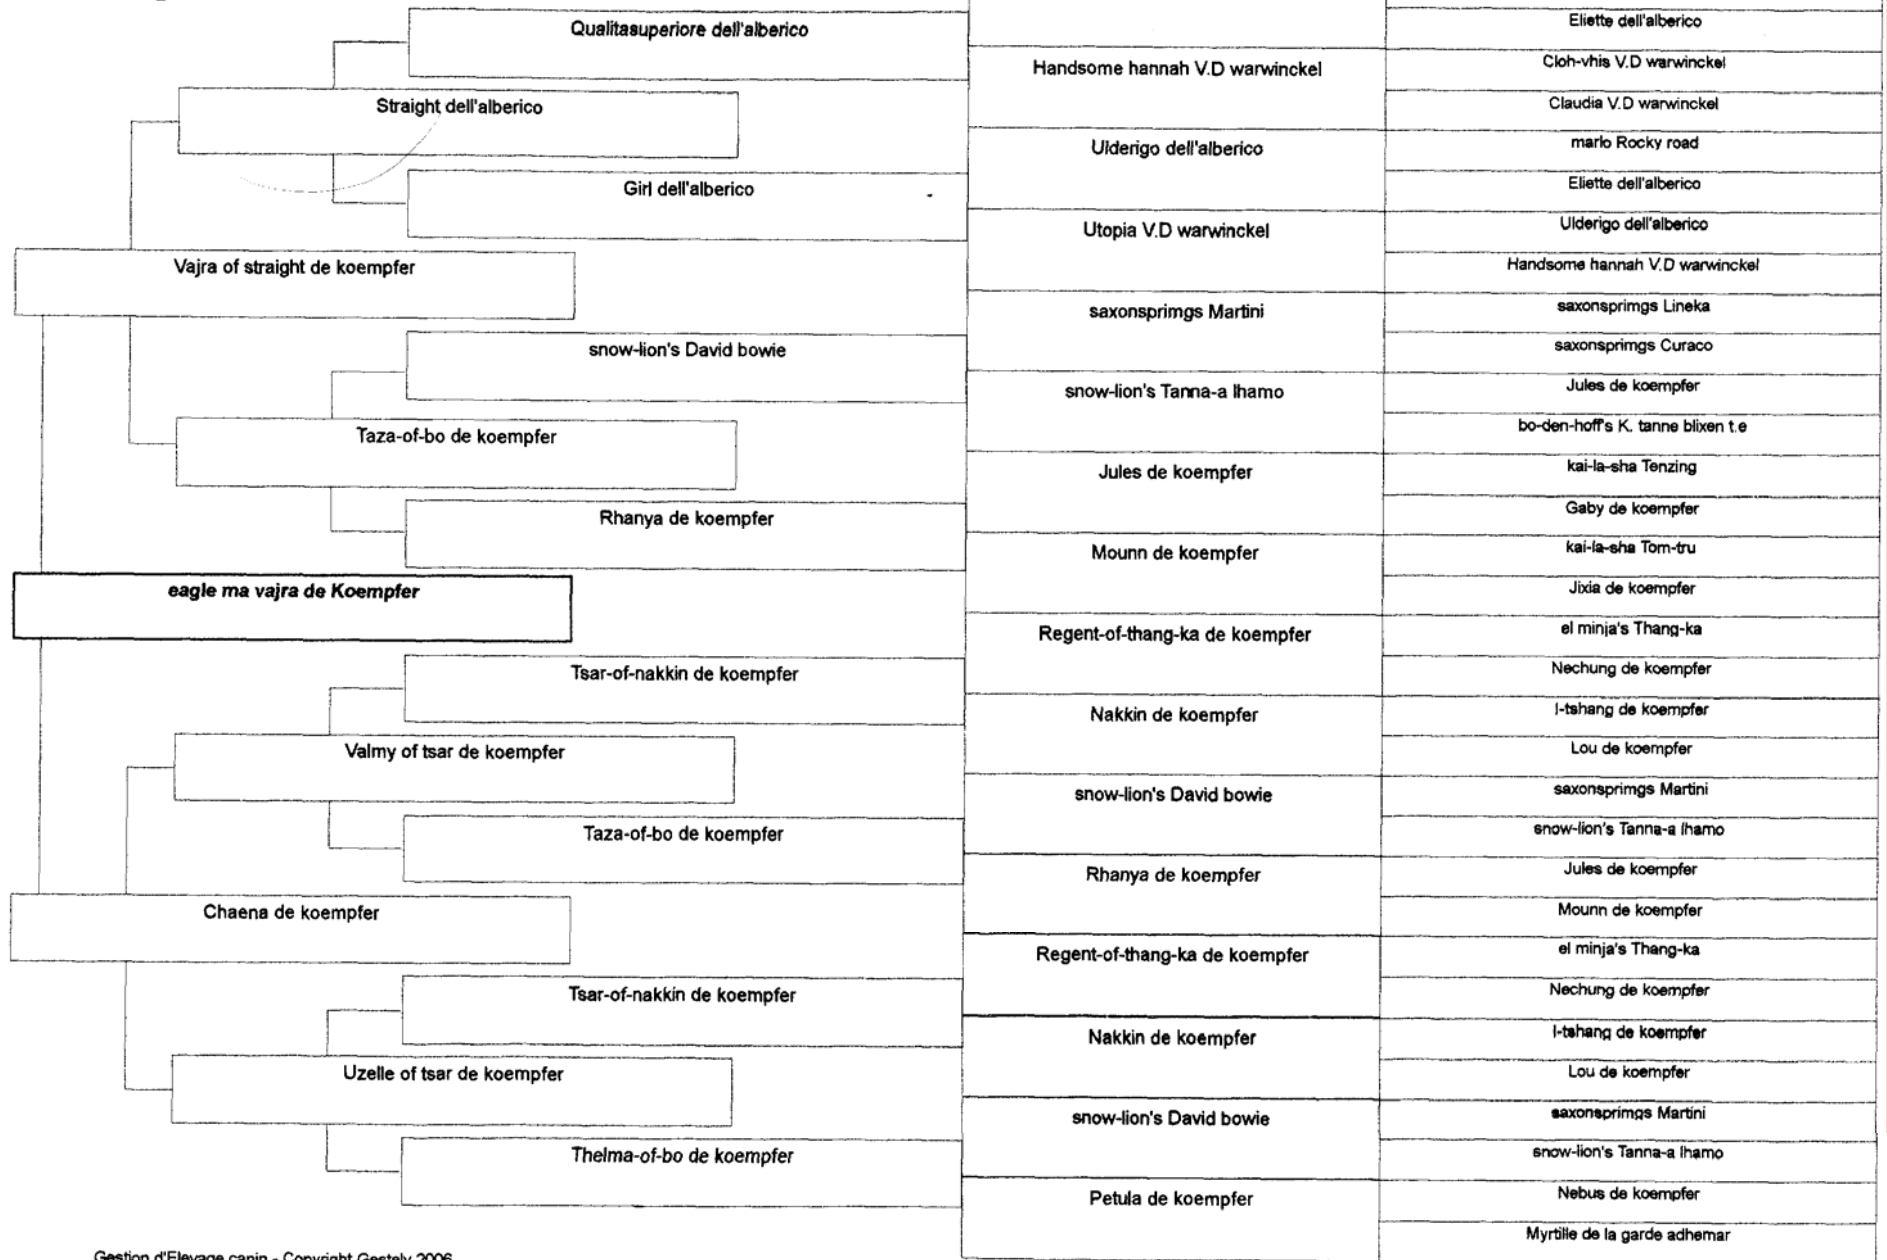 Qualitasuperiore dell'alberico
Straight dell'alberico
Girl dell'alberico
Vajra of straight de koempfer
snow-lion's David bowie
Taza-of-bo de koempfer
Rhanya de koempfer
eagle ma vajra de Koempfer
Tsar-of-nakkin de koempfer
Valmy of tsar de koempfer
Taza-of-bo de koempfer
Chaena de koempfer
Tsar-of-nakkin de koempfer
Uzelle of tsar de koempfer
Thelma-of-bo de koempfer
Handsome hannah V.D warwinckel
Ulderigo dell'alberico
Utopia V.D warwinckel
saxonsprimgs Martini
snow-lion's Tanna-a lhamo
Jules de koempfer
Mounn de koempfer
Regent-of-thang-ka de koempfer
Nakkin de koempfer
snow-lion's David bowie
Rhanya de koempfer
Regent-of-thang-ka de koempfer
Nakkin de koempfer
snow-lion's David bowie
Petula de koempfer
Eliette dell'alberico
Cloh-vhis V.D warwinckel
Claudia V.D warwinckel
marlo Rocky road
Eliette dell'alberico
Ulderigo dell'alberico
Handsome hannah V.D warwinckel
saxonsprimgs Lineka
saxonsprimgs Curaco
Jules de koempfer
bo-den-hoff's K. tanne blixen t.e
kai-la-sha Tenzing
Gaby de koempfer
kai-la-sha Tom-tru
Jixia de koempfer
el minja's Thang-ka
Nechung de koempfer
I-tshang de koempfer
Lou de koempfer
saxonsprimgs Martini
snow-lion's Tanna-a lhamo
Jules de koempfer
Mounn de koempfer
el minja's Thang-ka
Nechung de koempfer
I-tshang de koempfer
Lou de koempfer
saxonsprimgs Martini
snow-lion's Tanna-a lhamo
Nebus de koempfer
Myrtille de la garde adhemar
Gestion d'Elevage canin - Copyright Gestely 2006